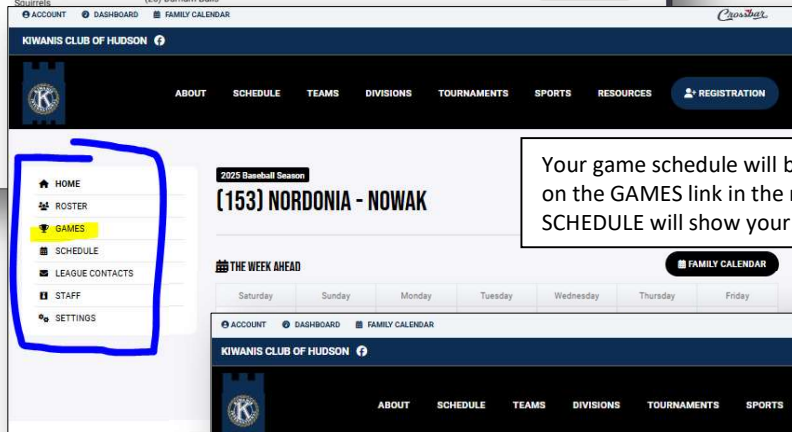 Squirrels
ACCOUNT DASHBOARD FAMILY CALENDAR
Crossbar
KIWANIS CLUB OF HUDSON
K
ABOUT SCHEDULE TEAMS DIVISIONS TOURNAMENTS SPORTS RESOURCES REGISTRATION
HOME
ROSTER
GAMES
SCHEDULE
LEAGUE CONTACTS
STAFF
SETTINGS
2025 Baseball Season
(153) NORDONIA - NOWAK
Your game schedule will b
on the GAMES link in the
SCHEDULE will show your
THE WEEK AHEAD
FAMILY CALENDAR
Saturday Sunday Monday Tuesday Wednesday Thursday Friday
ACCOUNT DASHBOARD FAMILY CALENDAR
KIWANIS CLUB OF HUDSON
K
ABOUT SCHEDULE TEAMS DIVISIONS TOURNAMENTS SPORTS